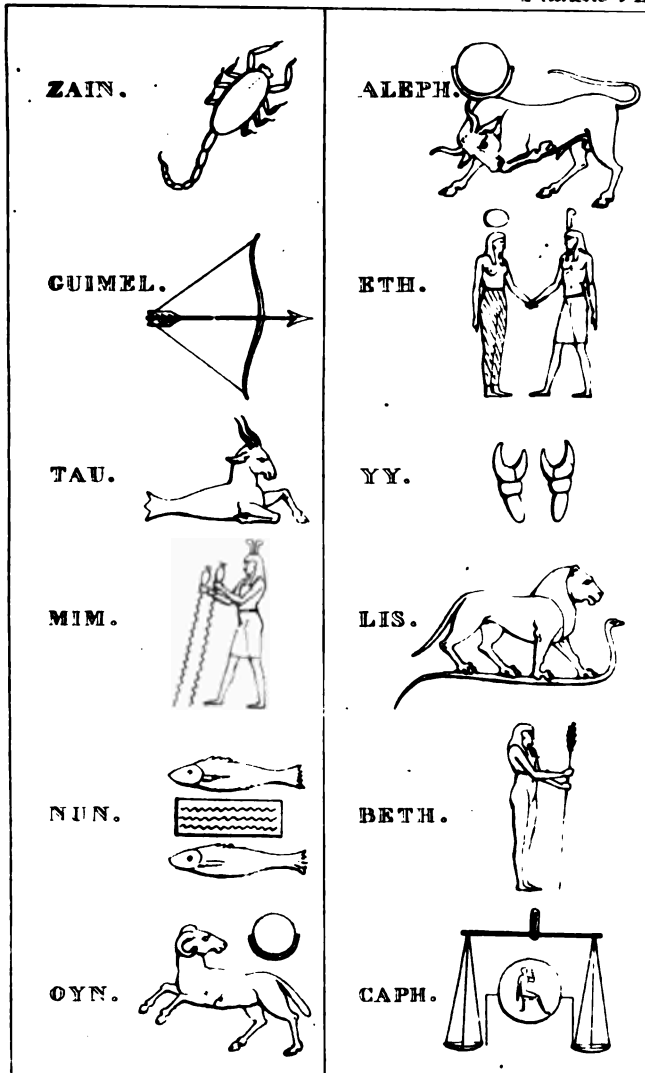 ZAIN.
GUIMEL.
TAU.
MIM.
NUN.
OYN.
ALEPH.
ETH.
YY.
LIS.
BETH.
CAPH.